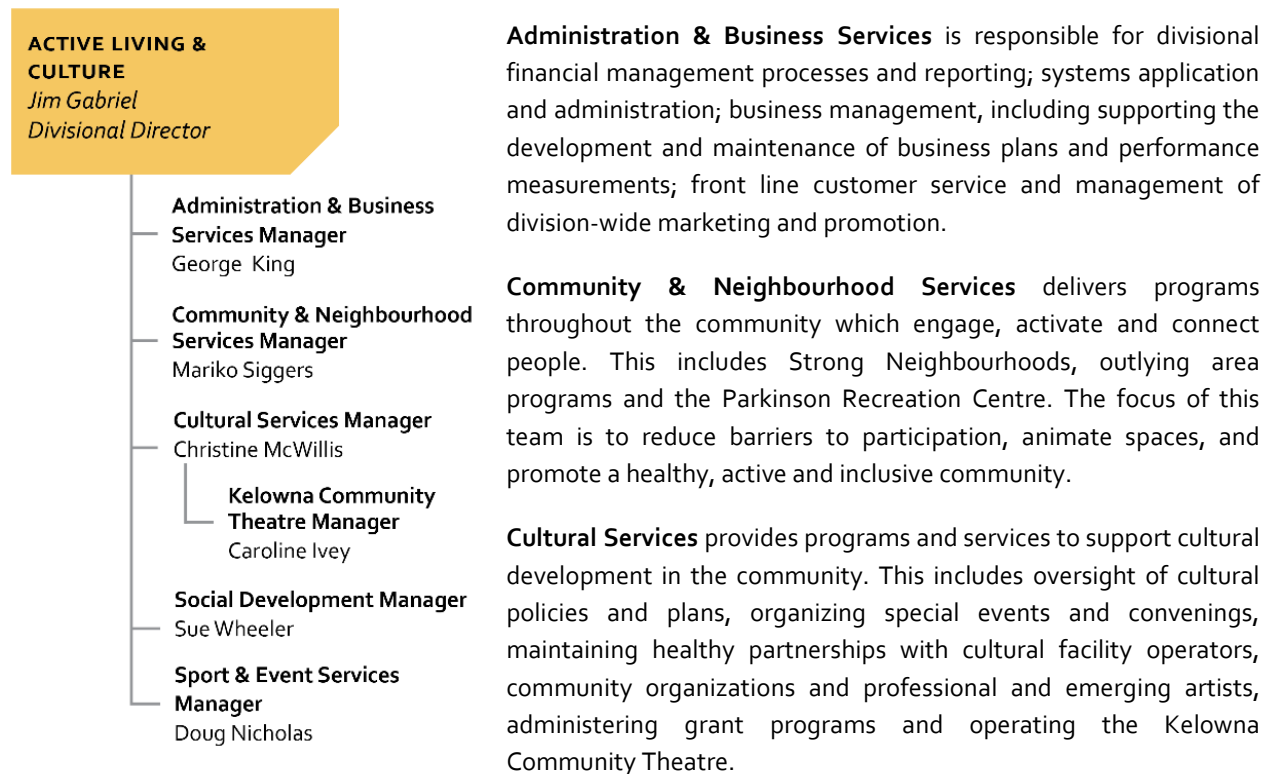 ACTIVE LIVING &
CULTURE
Jim Gabriel
Divisional Director
Administration & Business
Services Manager
George King
Community & Neighbourhood
Services Manager
Mariko Siggers
Cultural Services Manager
Christine McWillis
Kelowna Community
Theatre Manager
Caroline Ivey
Social Development Manager
Sue Wheeler
Sport & Event Services
Manager
Doug Nicholas
Administration & Business Services is responsible for divisional
financial management processes and reporting; systems application
and administration; business management, including supporting the
development and maintenance of business plans and performance
measurements; front line customer service and management of
division-wide marketing and promotion.
Community & Neighbourhood Services delivers programs
throughout the community which engage, activate and connect
people. This includes Strong Neighbourhoods, outlying area
programs and the Parkinson Recreation Centre. The focus of this
team is to reduce barriers to participation, animate spaces, and
promote a healthy, active and inclusive community.
Cultural Services provides programs and services to support cultural
development in the community. This includes oversight of cultural
policies and plans, organizing special events and convenings,
maintaining healthy partnerships with cultural facility operators,
community organizations and professional and emerging artists,
administering grant programs and operating the Kelowna
Community Theatre.